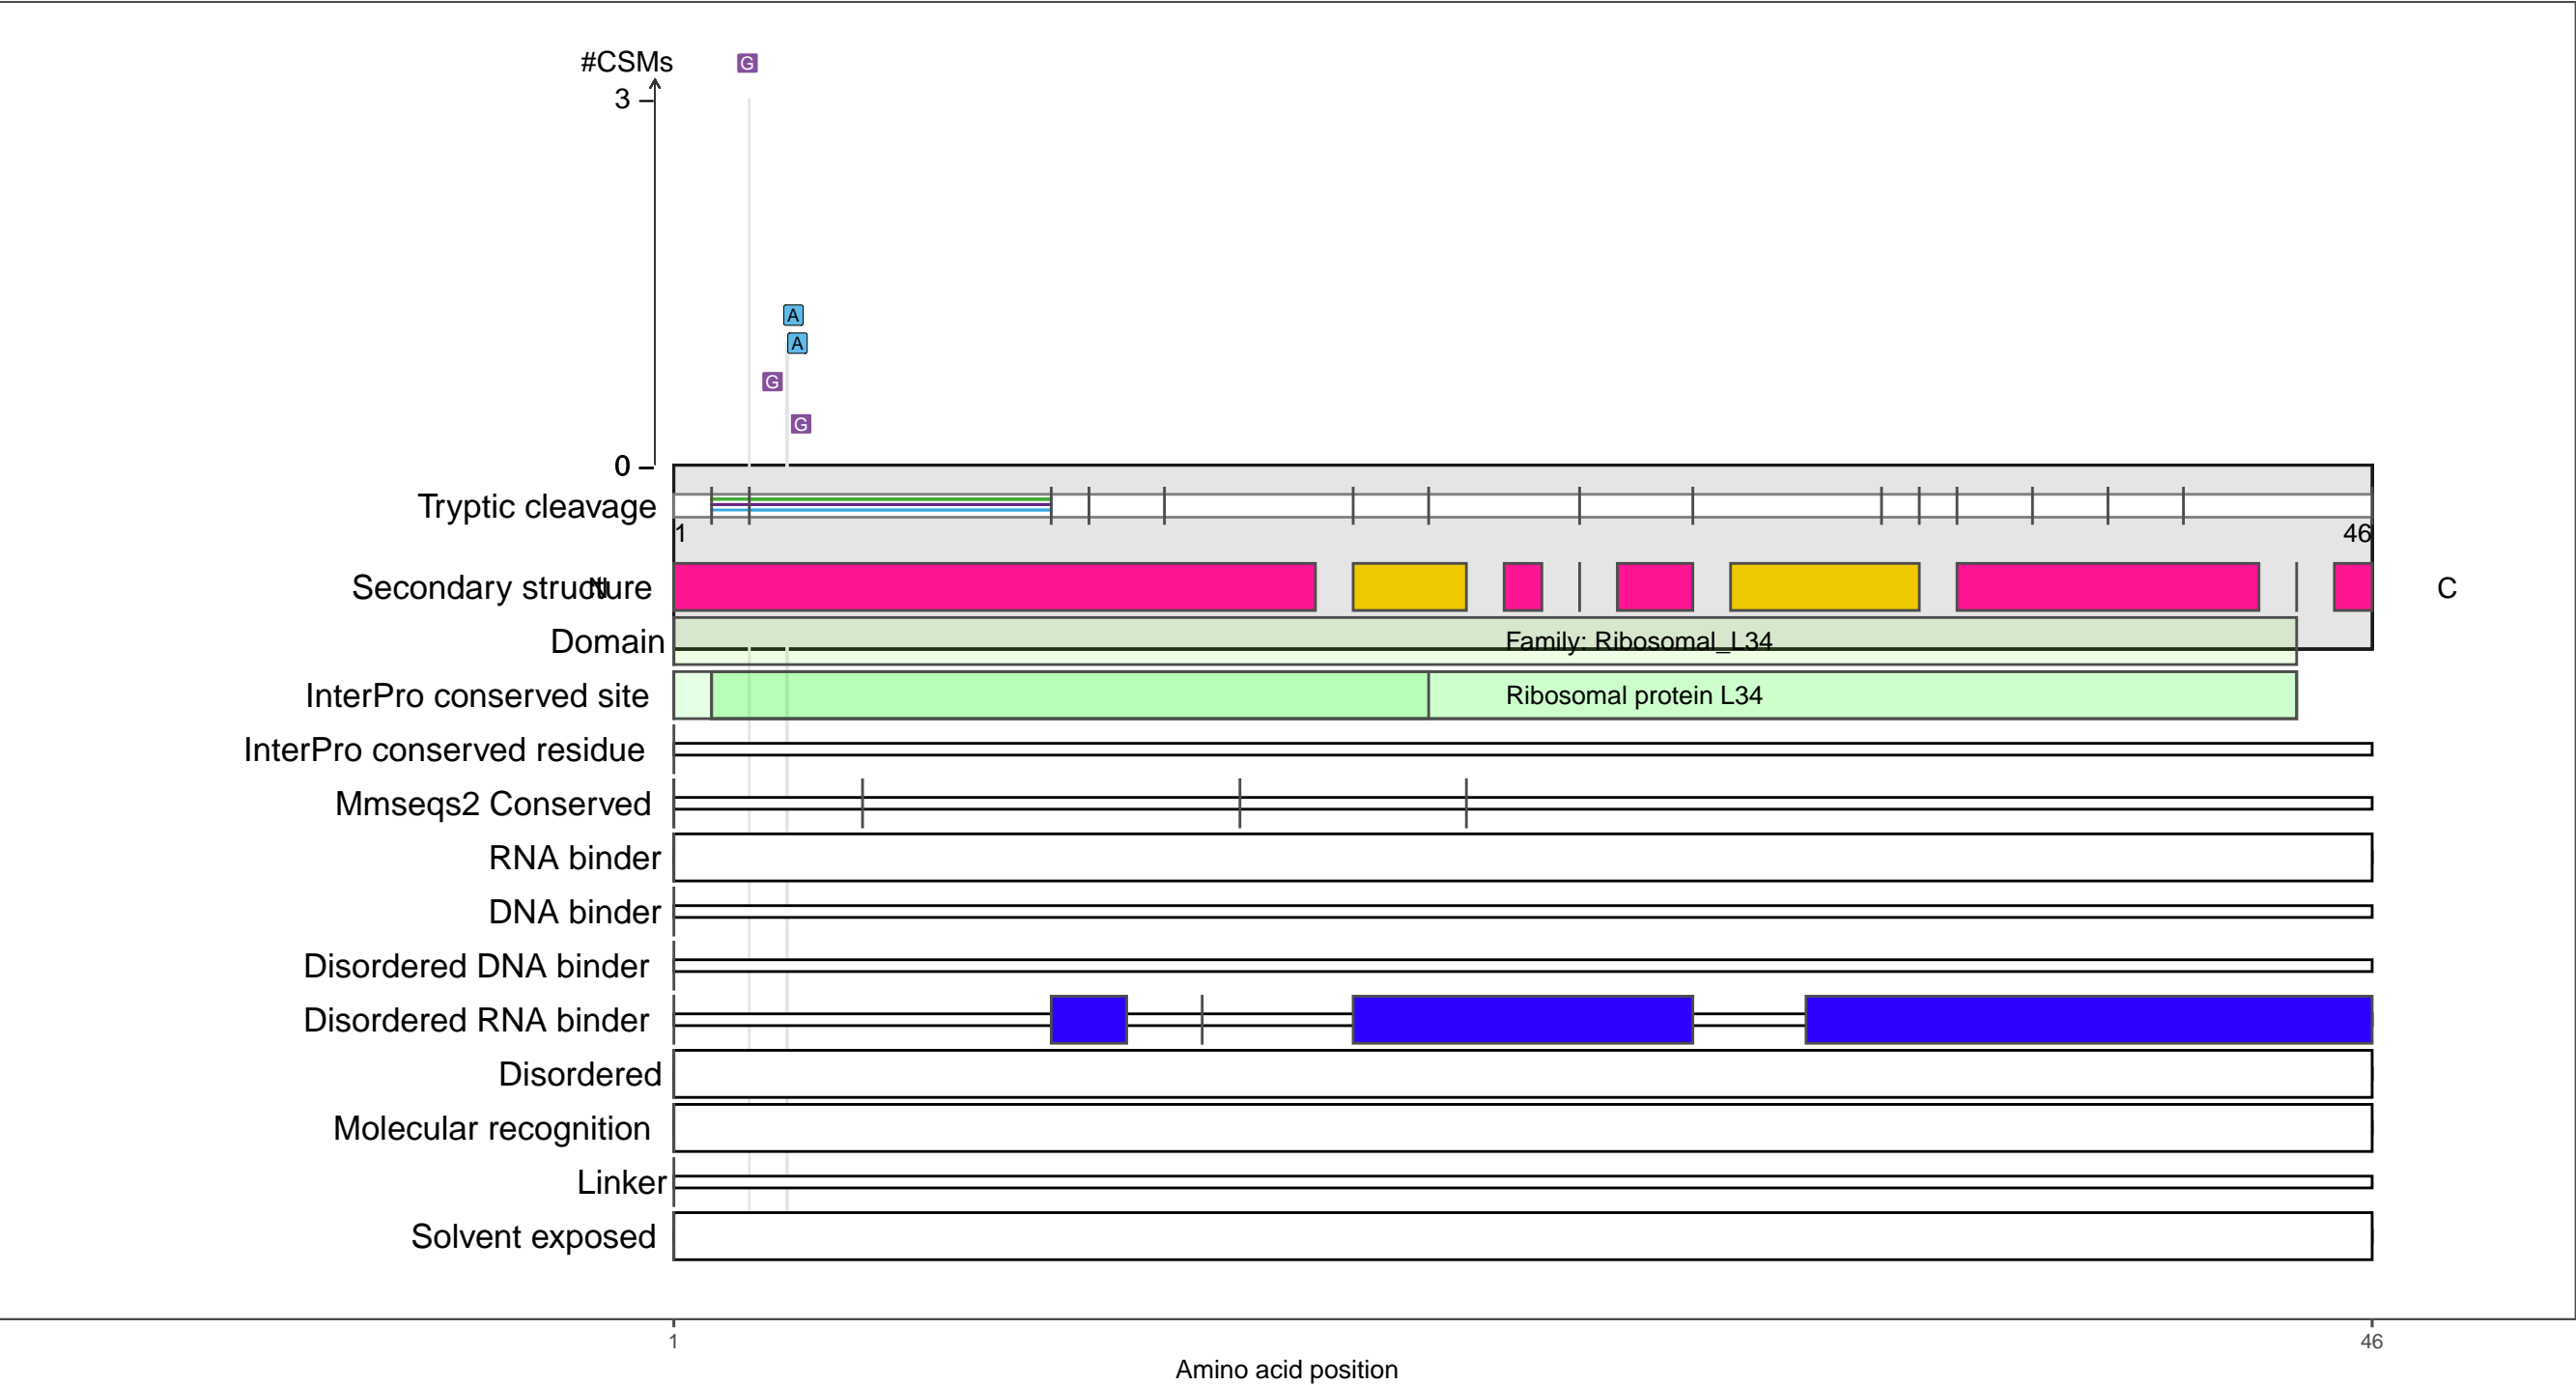 #CSMs
G
3
A
A
G
G
0
Tryptic cleavage
1
46
Secondary structure
N
C
Domain
Family: Ribosomal_L34
InterPro conserved site
Ribosomal protein L34
InterPro conserved residue
Mmseqs2 Conserved
RNA binder
DNA binder
Disordered DNA binder
Disordered RNA binder
Disordered
Molecular recognition
Linker
Solvent exposed
1
46
Amino acid position